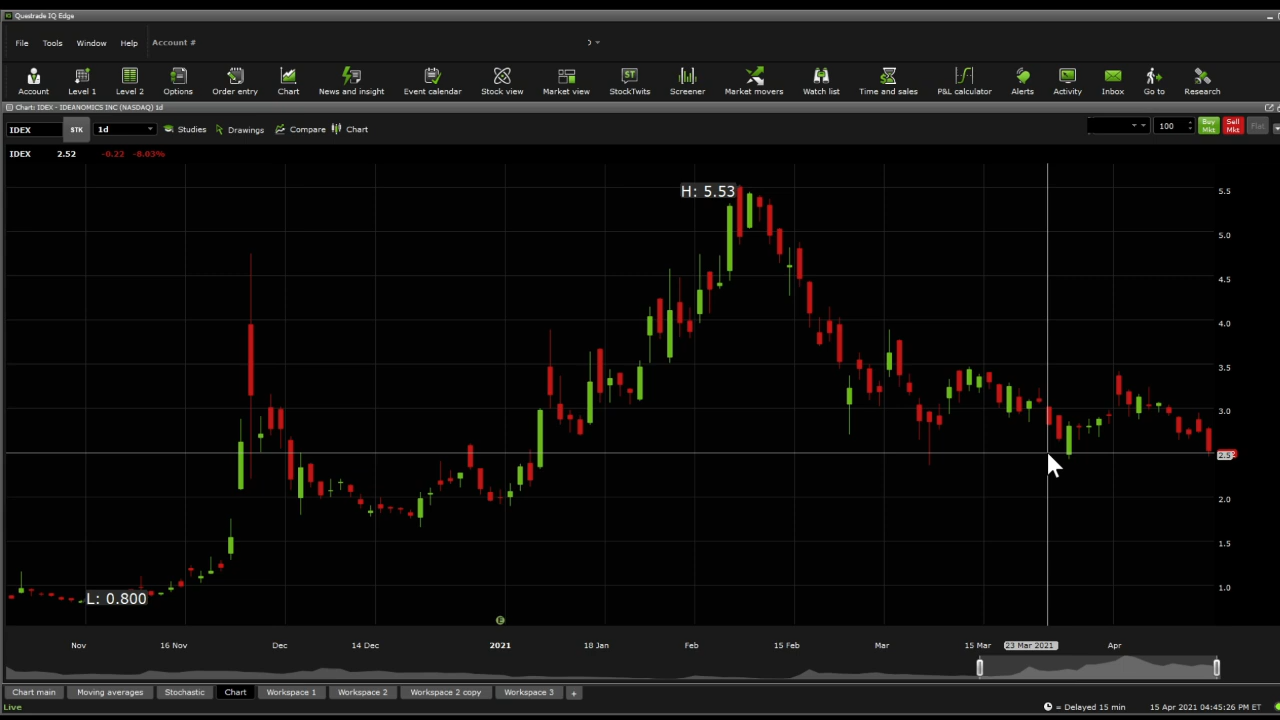 Questrade IQ Edge
File Tools Window Help Account #
Account Level 1 Level 2 Options Order entry Chart News and insight Event calendar Stock view Market view StockTwits Screener Market movers Watch list Time and sales P&L calculator Alerts Activity Inbox Go to Research
Chart: IDEX - IDEANOMICS INC (NASDAQ) 1d
IDEX STK 1d Studies Drawings Compare Chart 100 Buy Mkt Sell Mkt Flat
IDEX 2.52 -0.22 -8.03%
H: 5.53
5.5
5.0
4.5
4.0
3.5
3.0
2.0
1.5
1.0
L: 0.800
E
Nov 16 Nov Dec 14 Dec 2021 18 Jan Feb 15 Feb Mar 15 Mar 23 Mar 2021 Apr
Chart main Moving averages Stochastic Chart Workspace 1 Workspace 2 Workspace 2 copy Workspace 3 +
Live = Delayed 15 min 15 Apr 2021 04:45:26 PM ET